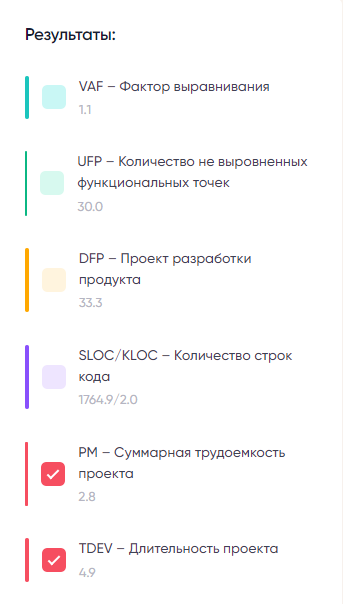 Результаты:
VAF – Фактор выравнивания
1.1
UFP – Количество не выровненных
функциональных точек
30.0
DFP – Проект разработки
продукта
33.3
SLOC/KLOC – Количество строк
кода
1764.9/2.0
PM – Суммарная трудоемкость
проекта
2.8
TDEV – Длительность проекта
4.9